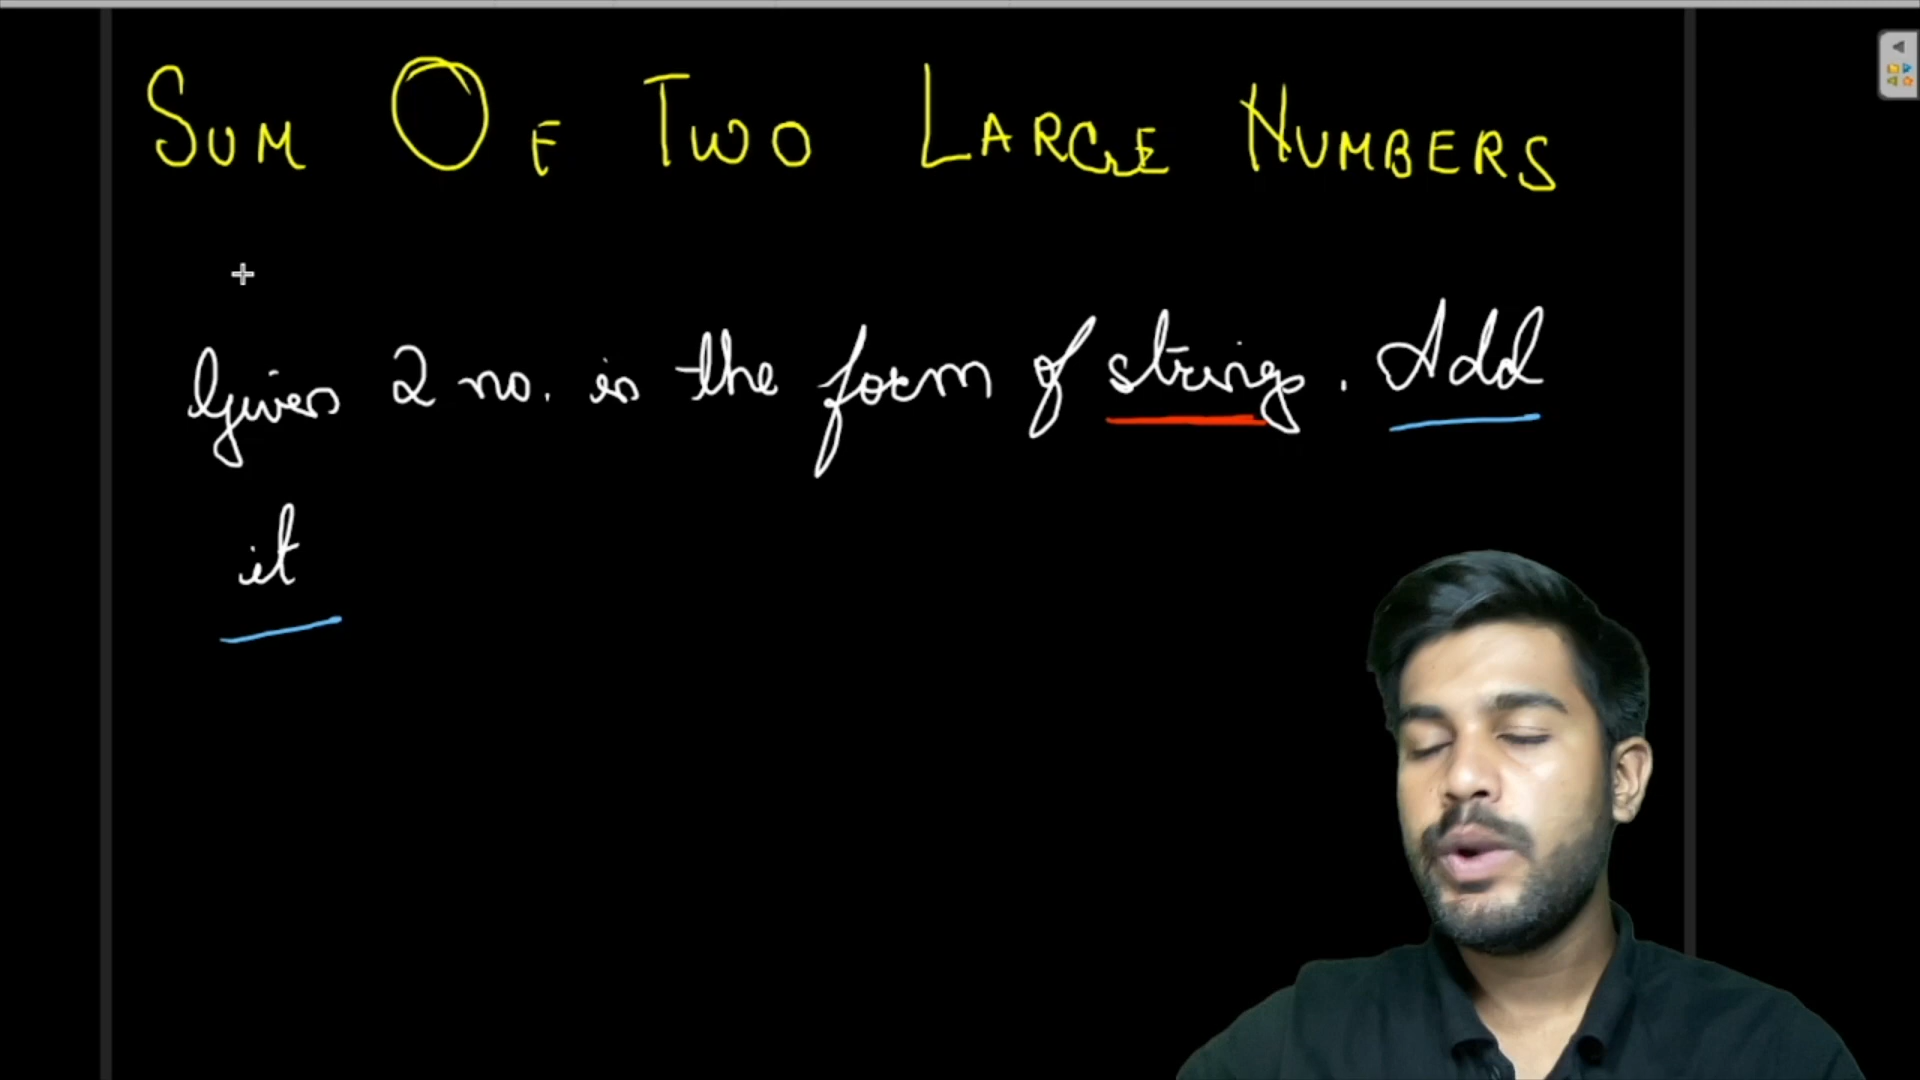 SUM OF TWO LARGE NUMBERS
Given 2 no. in the form of string. Add
it